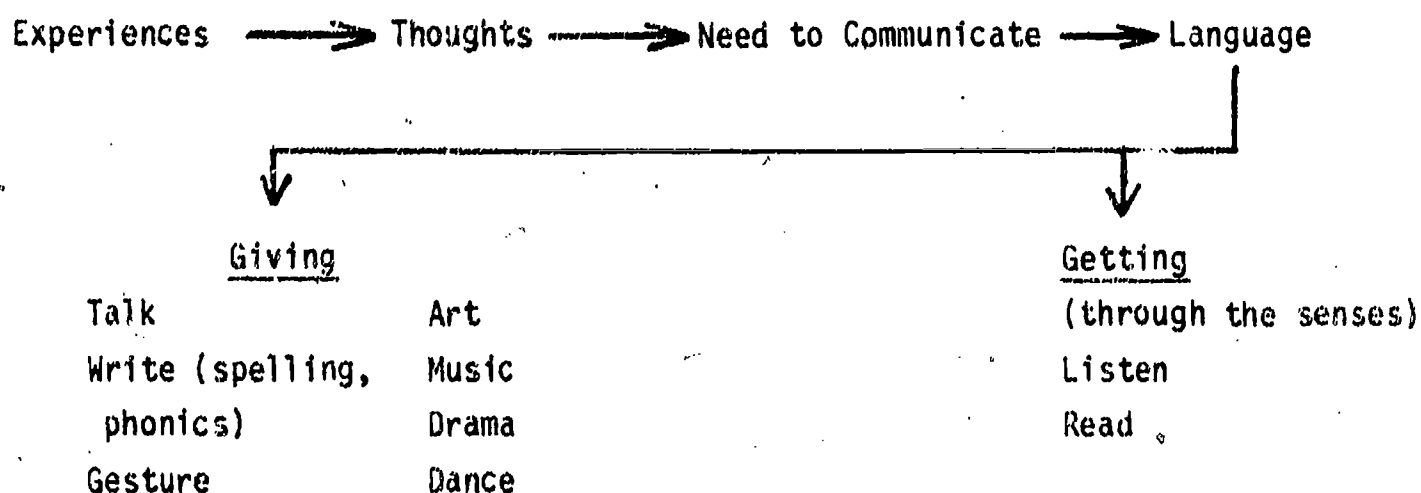 Experiences Thoughts Need to Communicate Language
Giving Getting
Talk Art (through the senses)
Write (spelling, Music Listen
phonics) Drama Read
Gesture Dance